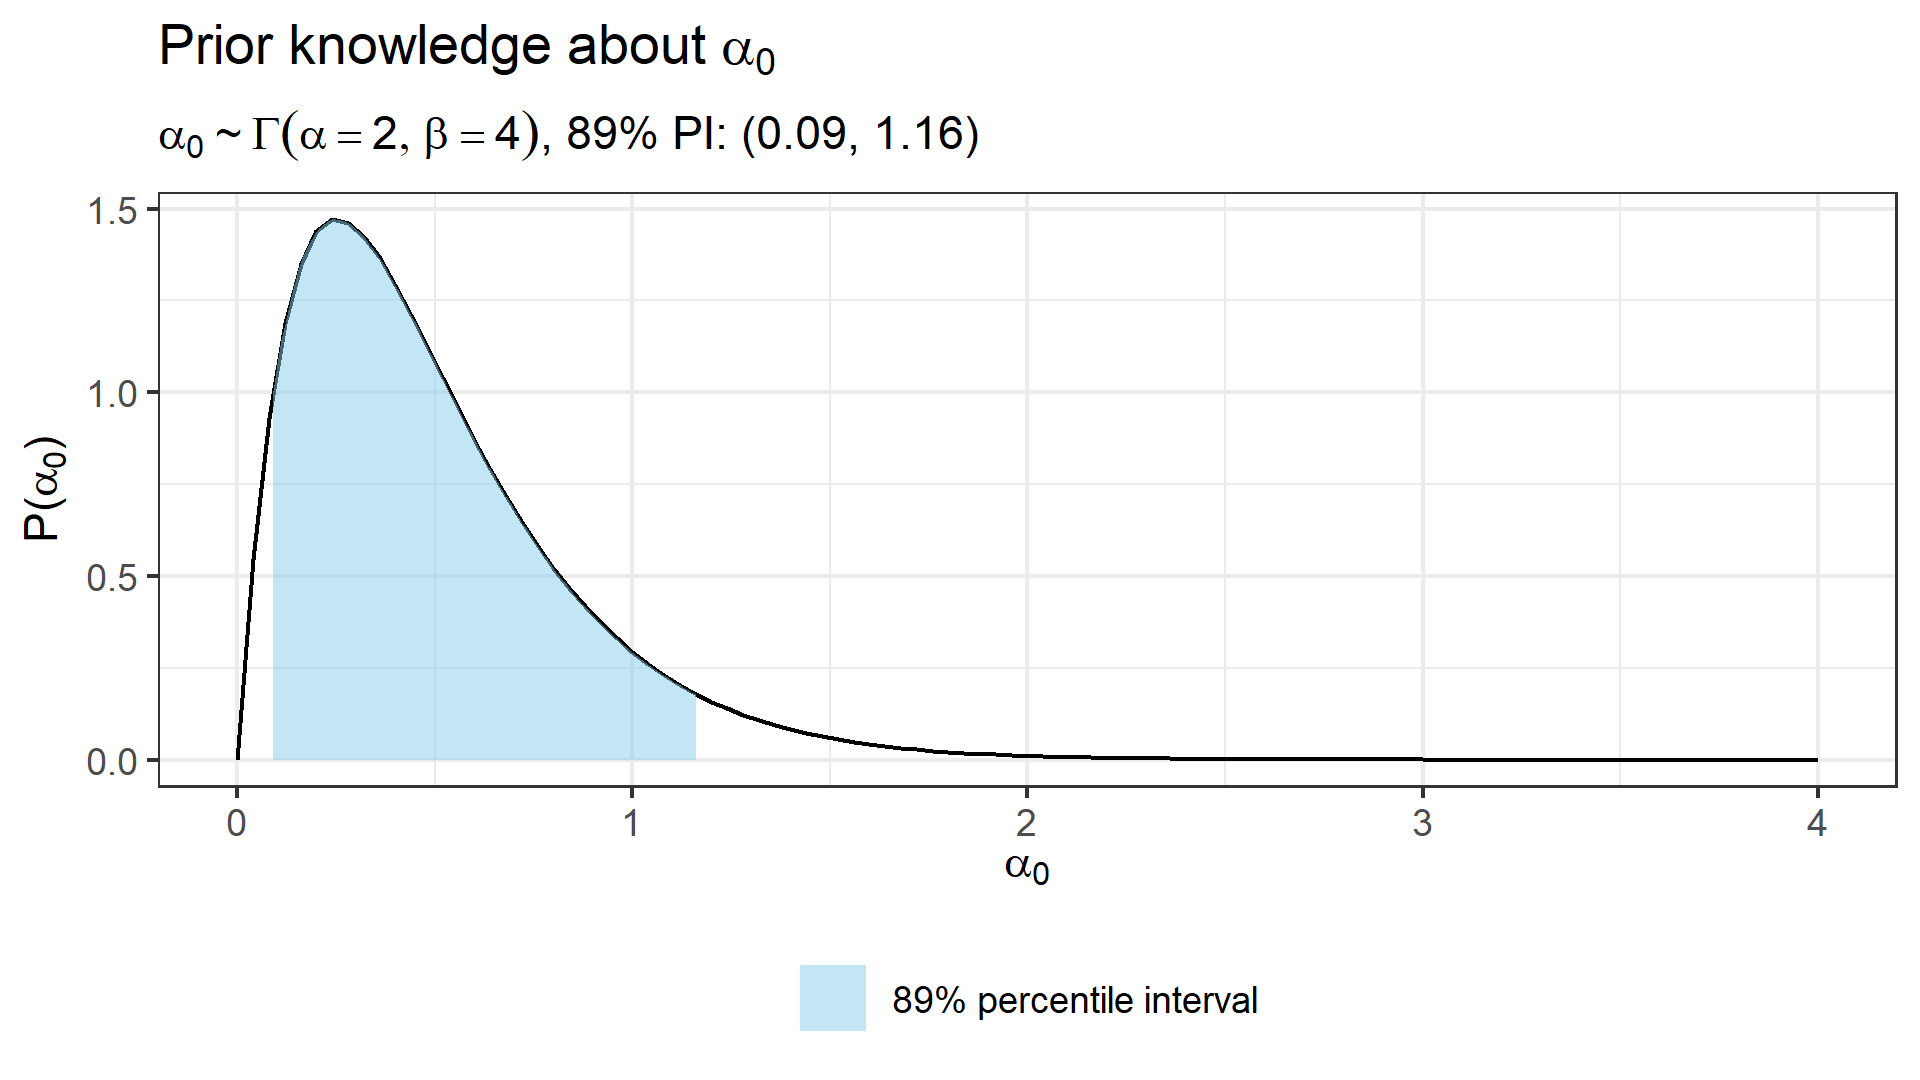 Prior knowledge about α₀
α₀ ~ Γ(α = 2, β = 4), 89% PI: (0.09, 1.16)
1.5
1.0
0.5
0.0
P(α₀)
0 1 2 3 4
α₀
89% percentile interval